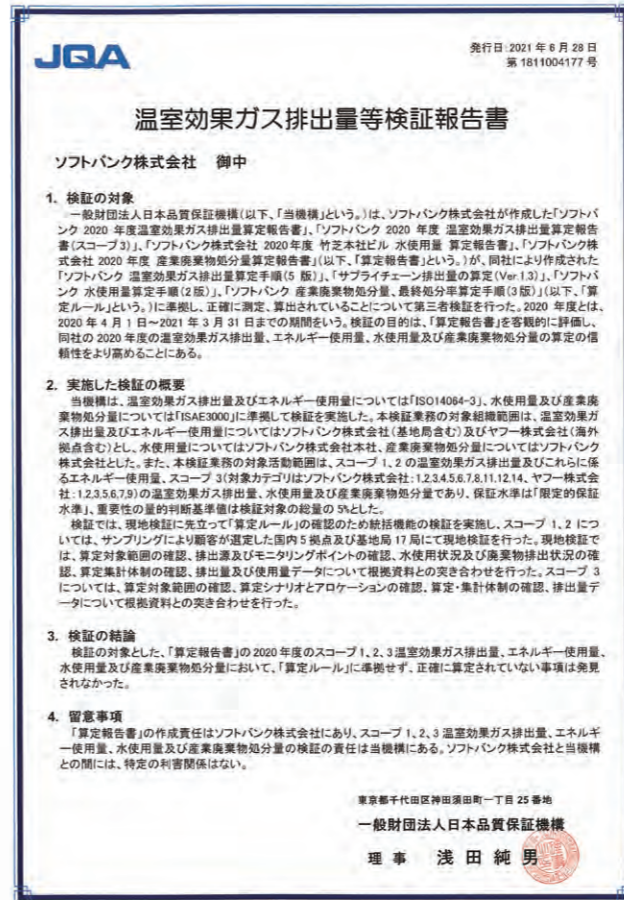 JQA
発行日:2021 年 6 月 28 日
第 1811004177 号
温室効果ガス排出量等検証報告書
ソフトバンク株式会社 御中
1. 検証の対象
一般財団法人日本品質保証機構(以下、「当機構」という。)は、ソフトバンク株式会社が作成した「ソフトバ
ンク 2020 年度温室効果ガス排出量算定報告書」、「ソフトバンク 2020 年度 温室効果ガス排出量算定報告
書(スコープ3)」、「ソフトバンク株式会社 2020年度 竹芝本社ビル 水使用量 算定報告書」、「ソフトバンク株
式会社 2020 年度 産業廃棄物処分量算定報告書」(以下、「算定報告書」という。)が、同社により作成された
「ソフトバンク 温室効果ガス排出量算定手順(5 版)」、「サプライチェーン排出量の算定(Ver.1.3)」、「ソフトバ
ンク 水使用量算定手順(2版)」、「ソフトバンク 産業廃棄物処分量、最終処分率算定手順(3版)」(以下、「算
定ルール」という。)に準拠し、正確に測定、算出されていることについて第三者検証を行った。2020 年度とは、
2020 年 4 月 1 日～2021 年 3 月 31 日までの期間をいう。検証の目的は、「算定報告書」を客観的に評価し、
同社の 2020 年度の温室効果ガス排出量、エネルギー使用量、水使用量及び産業廃棄物処分量の算定の信
頼性をより高めることにある。
2. 実施した検証の概要
当機構は、温室効果ガス排出量及びエネルギー使用量については「ISO14064-3」、水使用量及び産業廃
棄物処分量については「ISAE3000」に準拠して検証を実施した。本検証業務の対象組織範囲は、温室効果ガ
ス排出量及びエネルギー使用量についてはソフトバンク株式会社(基地局含む)及びヤフー株式会社(海外
拠点含む)とし、水使用量についてはソフトバンク株式会社本社、産業廃棄物処分量についてはソフトバンク
株式会社とした。また、本検証業務の対象活動範囲は、スコープ 1、2 の温室効果ガス排出量及びこれらに係
るエネルギー使用量、スコープ 3(対象カテゴリはソフトバンク株式会社:1,2,3,4,5,6,7,8,11,12,14、ヤフー株式会
社:1,2,3,5,6,7,9)の温室効果ガス排出量、水使用量及び産業廃棄物処分量であり、保証水準は「限定的保証
水準」、重要性の量的判断基準値は検証対象の総量の 5%とした。
検証では、現地検証に先立って「算定ルール」の確認のため統括機能の検証を実施し、スコープ 1、2 につ
いては、サンプリングにより顧客が選定した国内 5 拠点及び基地局 17 局にて現地検証を行った。現地検証で
は、算定対象範囲の確認、排出源及びモニタリングポイントの確認、水使用状況及び廃棄物排出状況の確
認、算定集計体制の確認、排出量及び使用量データについて根拠資料との突き合わせを行った。スコープ 3
については、算定対象範囲の確認、算定シナリオとアロケーションの確認、算定・集計体制の確認、排出量デ
ータについて根拠資料との突き合わせを行った。
3. 検証の結論
検証の対象とした、「算定報告書」の 2020 年度のスコープ 1、2、3 温室効果ガス排出量、エネルギー使用量、
水使用量及び産業廃棄物処分量において、「算定ルール」に準拠せず、正確に算定されていない事項は発見
されなかった。
4. 留意事項
「算定報告書」の作成責任はソフトバンク株式会社にあり、スコープ 1、2、3 温室効果ガス排出量、エネルギ
ー使用量、水使用量及び産業廃棄物処分量の検証の責任は当機構にある。ソフトバンク株式会社と当機構
との間には、特定の利害関係はない。
東京都千代田区神田須田町一丁目 25 番地
一般財団法人日本品質保証機構
理 事 浅 田 純 男